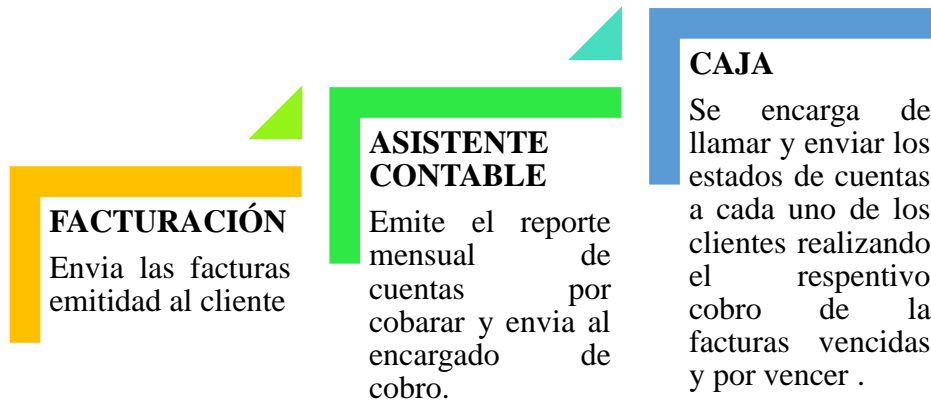 FACTURACIÓN
Envia las facturas
emitidad al cliente
ASISTENTE
CONTABLE
Emite el reporte
mensual de
cuentas por
cobarar y envia al
encargado de
cobro.
CAJA
Se encarga de
llamar y enviar los
estados de cuentas
a cada uno de los
clientes realizando
el respentivo
cobro de la
facturas vencidas
y por vencer .